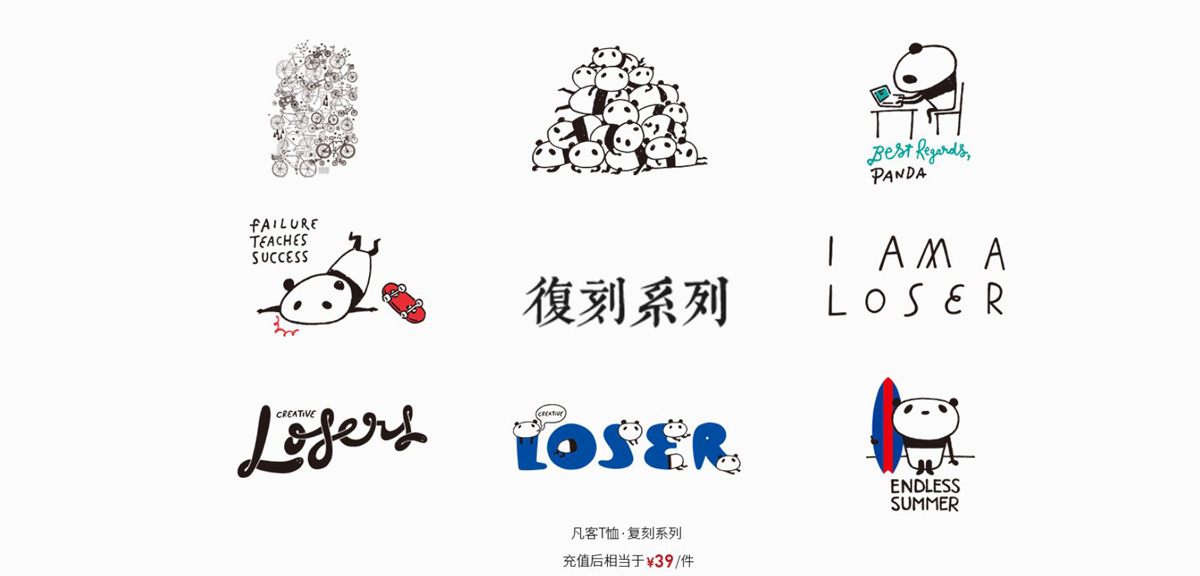 Best Regards,
PANDA
FAILURE
TEACHES
SUCCESS
復刻系列
I AM A
LOSER
CREATIVE
Losers
CREATIVE
LOSER
ENDLESS
SUMMER
凡客T恤·复刻系列
充值后相当于¥39/件